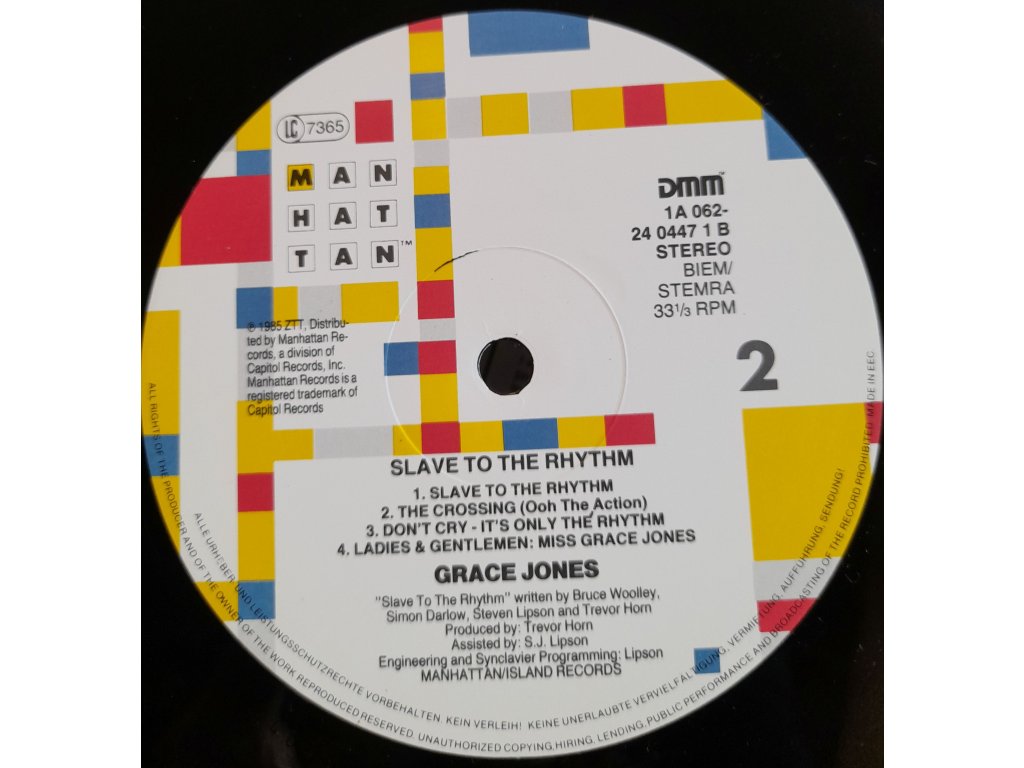 LC 7365
MAN
HAT
TAN™
DMM™
1A 062-
24 0447 1 B
STEREO
BIEM/
STEMRA
33 1/3 RPM
2
℗ 1985 ZTT, Distribu-
ted by Manhattan Re-
cords, a division of
Capitol Records, Inc.
Manhattan Records is a
registered trademark of
Capitol Records
SLAVE TO THE RHYTHM
1. SLAVE TO THE RHYTHM
2. THE CROSSING (Ooh The Action)
3. DON'T CRY - IT'S ONLY THE RHYTHM
4. LADIES & GENTLEMEN: MISS GRACE JONES
GRACE JONES
"Slave To The Rhythm" written by Bruce Woolley,
Simon Darlow, Steven Lipson and Trevor Horn
Produced by: Trevor Horn
Assisted by: S.J. Lipson
Engineering and Synclavier Programming: Lipson
MANHATTAN/ISLAND RECORDS
ALLE URHEBER- UND LEISTUNGSSCHUTZRECHTE VORBEHALTEN. KEIN VERLEIH! KEINE UNERLAUBTE VERVIELFÄLTIGUNG, VERMIETUNG, AUFFÜHRUNG, SENDUNG!
ALL RIGHTS OF THE PRODUCER AND OF THE OWNER OF THE WORK REPRODUCED RESERVED. UNAUTHORIZED COPYING, HIRING, LENDING, PUBLIC PERFORMANCE AND BROADCASTING OF THE RECORD PROHIBITED. MADE IN EEC.